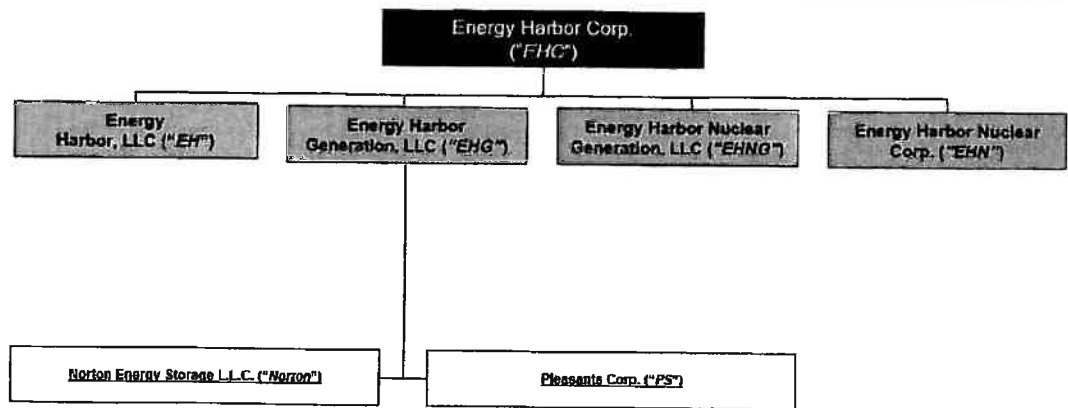 Energy Harbor Corp.
("EHC")
Energy
Harbor, LLC ("EH")
Energy Harbor
Generation, LLC ("EHG")
Energy Harbor Nuclear
Generation, LLC ("EHNG")
Energy Harbor Nuclear
Corp. ("EHN")
Norton Energy Storage L.L.C. ("Norton")
Pleasants Corp. ("PS")